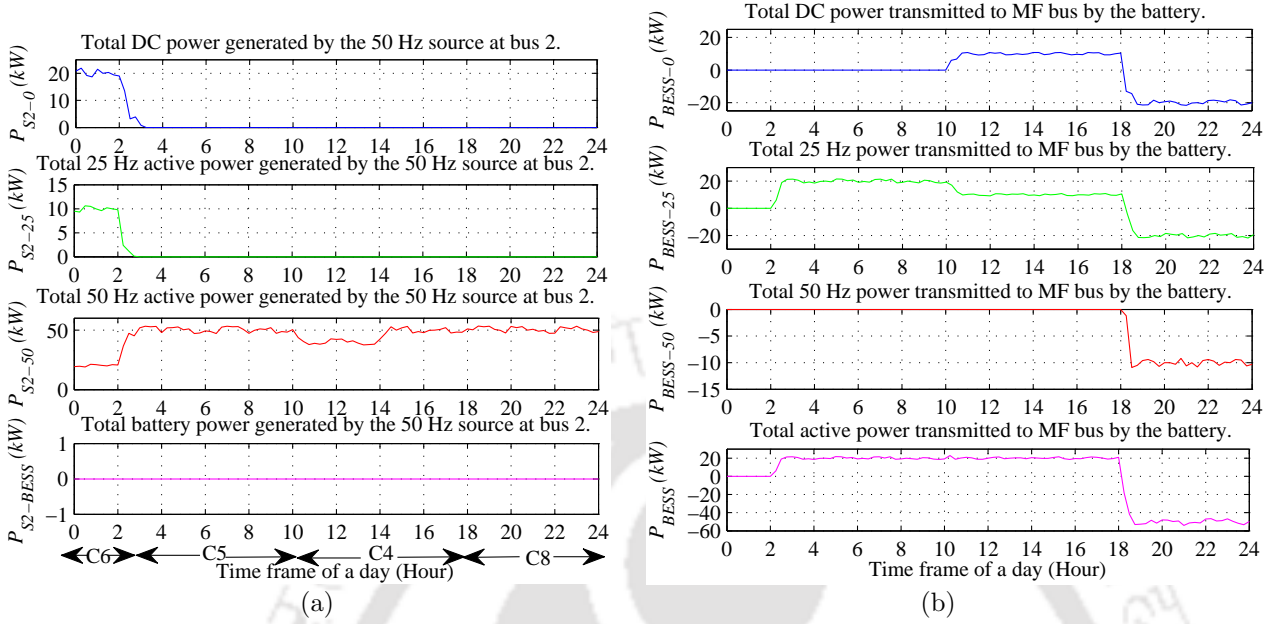 Total DC power generated by the 50 Hz source at bus 2.
P_{S2−0} (kW)
20
10
0
0 2 4 6 8 10 12 14 16 18 20 22 24
Total 25 Hz active power generated by the 50 Hz source at bus 2.
P_{S2−25} (kW)
15
10
5
0
0 2 4 6 8 10 12 14 16 18 20 22 24
Total 50 Hz active power generated by the 50 Hz source at bus 2.
P_{S2−50} (kW)
50
0
0 2 4 6 8 10 12 14 16 18 20 22 24
Total battery power generated by the 50 Hz source at bus 2.
P_{S2−BESS} (kW)
1
0
−1
0 2 4 6 8 10 12 14 16 18 20 22 24
C6 C5 C4 C8
Time frame of a day (Hour)
(a)
Total DC power transmitted to MF bus by the battery.
P_{BESS−0} (kW)
20
0
−20
0 2 4 6 8 10 12 14 16 18 20 22 24
Total 25 Hz power transmitted to MF bus by the battery.
P_{BESS−25} (kW)
20
0
−20
0 2 4 6 8 10 12 14 16 18 20 22 24
Total 50 Hz power transmitted to MF bus by the battery.
P_{BESS−50} (kW)
0
−5
−10
−15
0 2 4 6 8 10 12 14 16 18 20 22 24
Total active power transmitted to MF bus by the battery.
P_{BESS} (kW)
20
0
−20
−40
−60
0 2 4 6 8 10 12 14 16 18 20 22 24
Time frame of a day (Hour)
(b)